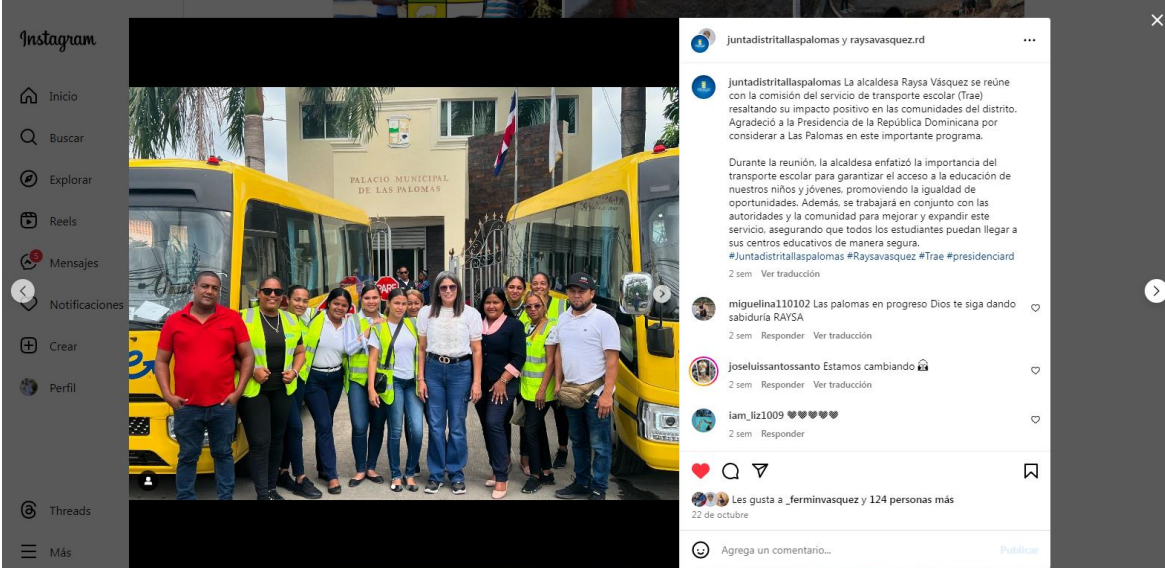 Instagram
Inicio
Buscar
Explorar
Reels
5
Mensajes
Notificaciones
Crear
Perfil
Threads
Más
PALACIO MUNICIPAL
DE LAS PALOMAS
PARE
juntadistritallaspalomas y raysavasquez.rd
juntadistritallaspalomas La alcaldesa Raysa Vásquez se reúne
con la comisión del servicio de transporte escolar (Trae)
resaltando su impacto positivo en las comunidades del distrito.
Agradeció a la Presidencia de la República Dominicana por
considerar a Las Palomas en este importante programa.
Durante la reunión, la alcaldesa enfatizó la importancia del
transporte escolar para garantizar el acceso a la educación de
nuestros niños y jóvenes, promoviendo la igualdad de
oportunidades. Además, se trabajará en conjunto con las
autoridades y la comunidad para mejorar y expandir este
servicio, asegurando que todos los estudiantes puedan llegar a
sus centros educativos de manera segura.
#Juntadistritallaspalomas #Raysavasquez #Trae #presidenciard
2 sem Ver traducción
miguelina110102 Las palomas en progreso Dios te siga dando
sabiduría RAYSA
2 sem Responder Ver traducción
joseluissantossanto Estamos cambiando
2 sem Responder Ver traducción
iam_liz1009 🖤🖤🖤🖤🖤
2 sem Responder
Les gusta a _ferminvasquez y 124 personas más
22 de octubre
Agrega un comentario...
Publicar